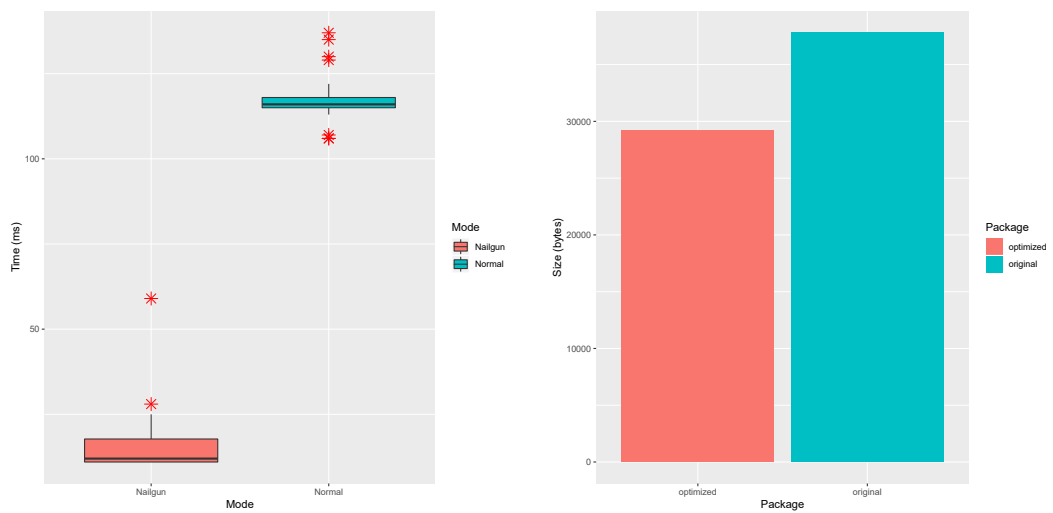 Time (ms)
100
50
Nailgun
Normal
Mode
Mode
Nailgun
Normal
Size (bytes)
30000
20000
10000
0
optimized
original
Package
Package
optimized
original